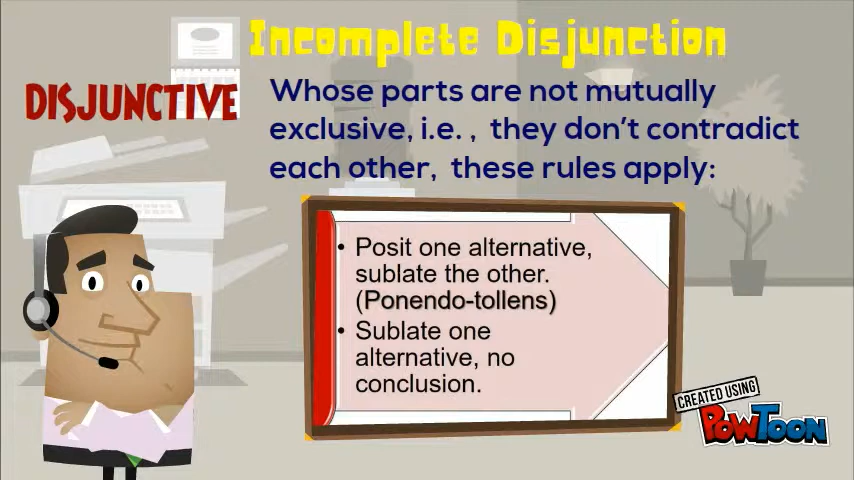 Incomplete Disjunction
DISJUNCTIVE
Whose parts are not mutually
exclusive, i.e. , they don't contradict
each other, these rules apply:
• Posit one alternative,
sublate the other.
(Ponendo-tollens)
• Sublate one
alternative, no
conclusion.
CREATED USING
POWTOON